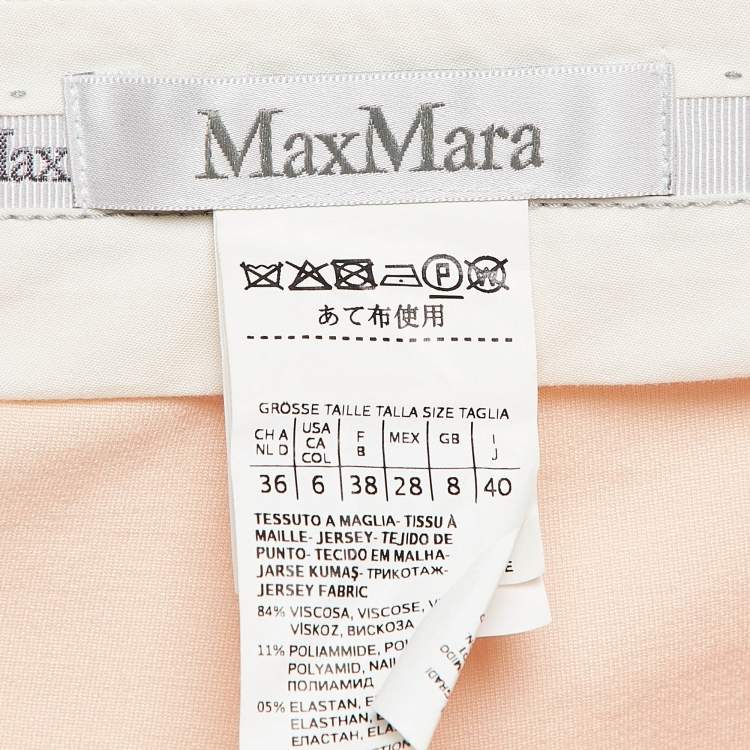 MaxMara
Max
P W
あて布使用
GRÖSSE TAILLE TALLA SIZE TAGLIA
CH A NL D USA CA COL F B MEX GB I J
36 6 38 28 8 40
TESSUTO A MAGLIA- TISSU À
MAILLE- JERSEY- TEJIDO DE
PUNTO- TECIDO EM MALHA-
JARSE KUMAŞ- ТРИКОТАЖ-
JERSEY FABRIC
84% VISCOSA, VISCOSE,
VİSKOZ, ВИСКОЗА
11% POLIAMMIDE,
POLYAMID,
ПОЛИАМИД
05% ELASTAN,
ELASTHAN,
ЕЛАСТАН,